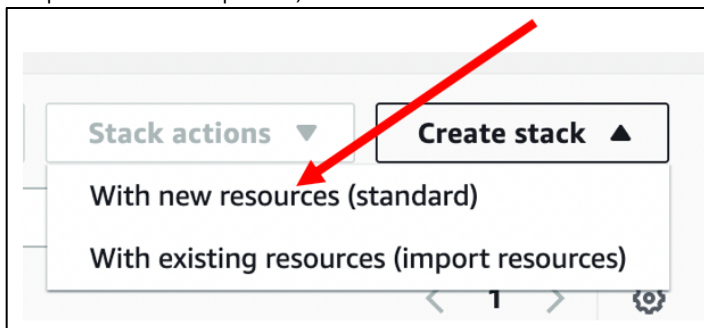 Stack actions ▼ Create stack ▲
With new resources (standard)
With existing resources (import resources)
< 1 >